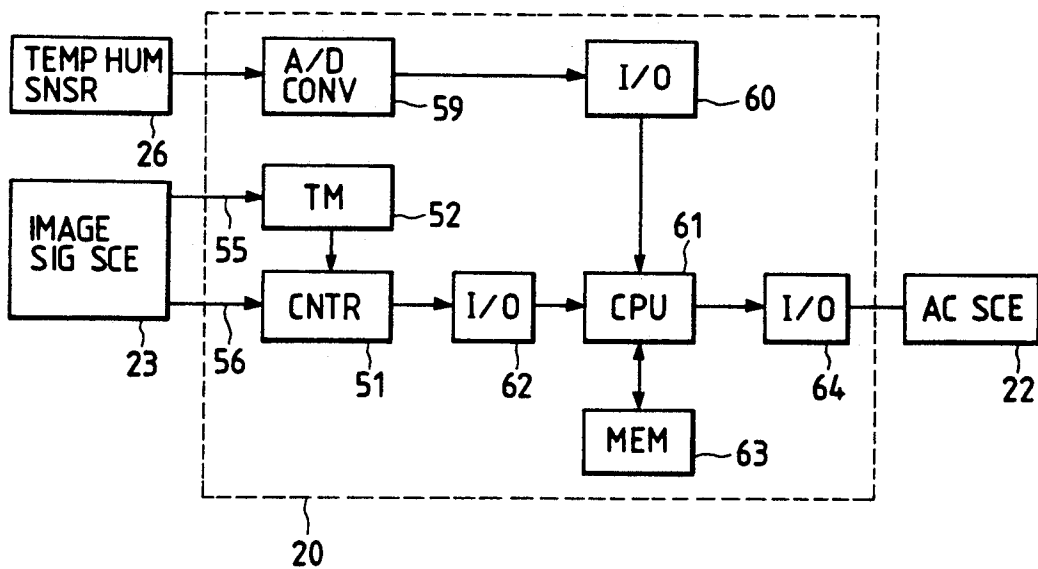 TEMP HUM
SNSR
26
A/D
CONV
59
I/O
60
IMAGE
SIG SCE
23
55
56
TM
52
CNTR
51
I/O
62
61
CPU
MEM
63
I/O
64
AC SCE
22
20